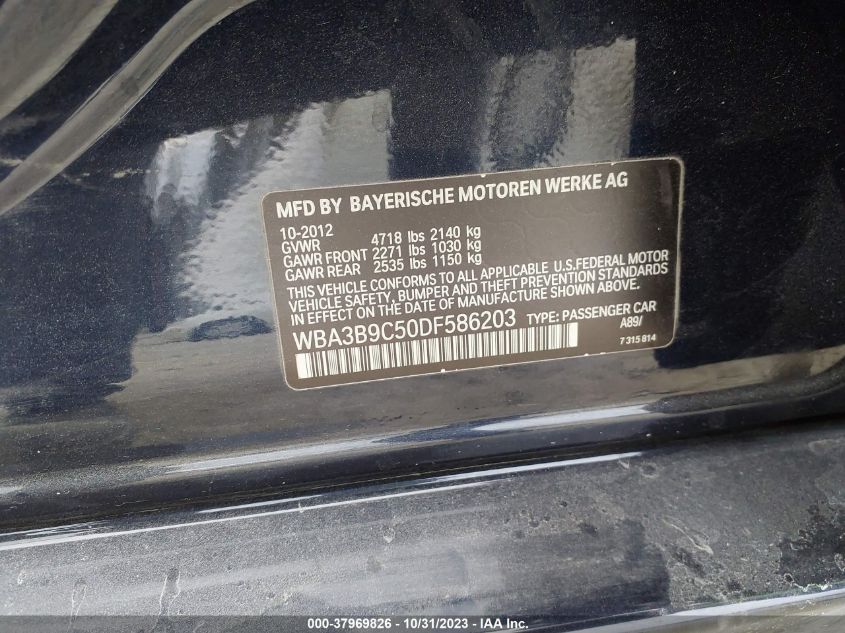 MFD BY BAYERISCHE MOTOREN WERKE AG
10-2012
GVWR 4718 lbs 2140 kg
GAWR FRONT 2271 lbs 1030 kg
GAWR REAR 2535 lbs 1150 kg
THIS VEHICLE CONFORMS TO ALL APPLICABLE U.S.FEDERAL MOTOR
VEHICLE SAFETY, BUMPER AND THEFT PREVENTION STANDARDS
IN EFFECT ON THE DATE OF MANUFACTURE SHOWN ABOVE.
WBA3B9C50DF586203 TYPE: PASSENGER CAR
A89/
7 315 814
000-37969826 - 10/31/2023 - IAA Inc.